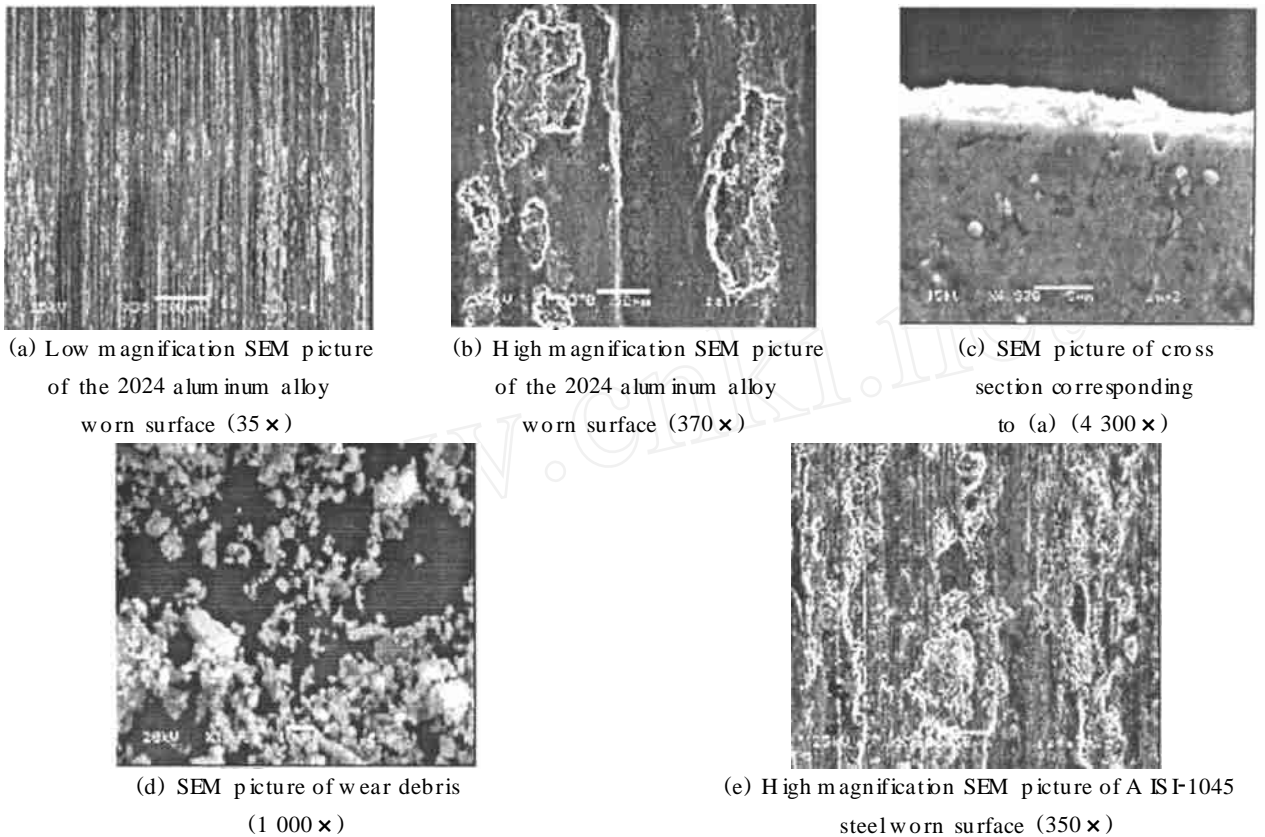 (a) Low magnification SEM picture
of the 2024 aluminum alloy
worn surface (35×)
(b) High magnification SEM picture
of the 2024 aluminum alloy
worn surface (370×)
(c) SEM picture of cross
section corresponding
to (a) (4 300×)
(d) SEM picture of wear debris
(1 000×)
(e) High magnification SEM picture of AISI-1045
steel worn surface (350×)
20kV